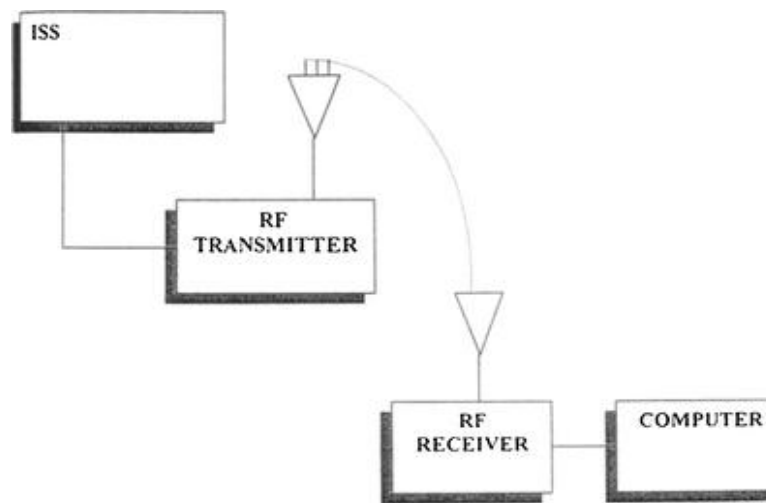 ISS
RF
TRANSMITTER
RF
RECEIVER
COMPUTER